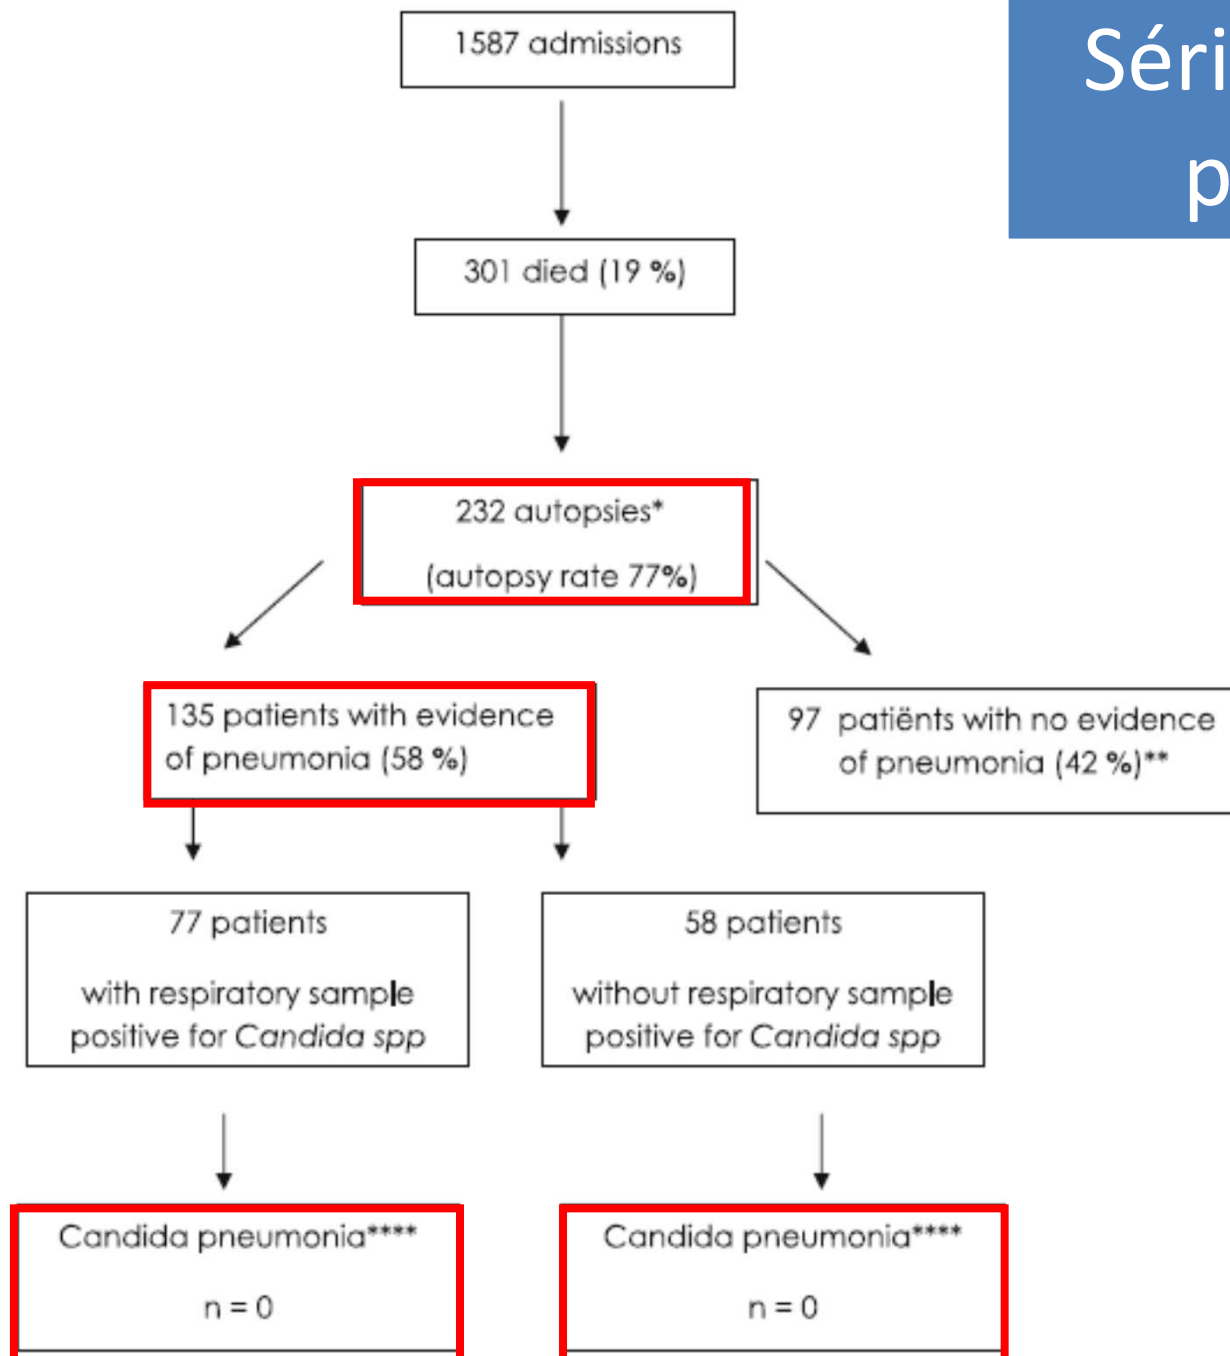 1587 admissions
Séri
p
301 died (19 %)
232 autopsies*
(autopsy rate 77%)
135 patients with evidence
of pneumonia (58 %)
97 patiënts with no evidence
of pneumonia (42 %)**
77 patients
with respiratory sample
positive for Candida spp
58 patients
without respiratory sample
positive for Candida spp
Candida pneumonia****
n = 0
Candida pneumonia****
n = 0